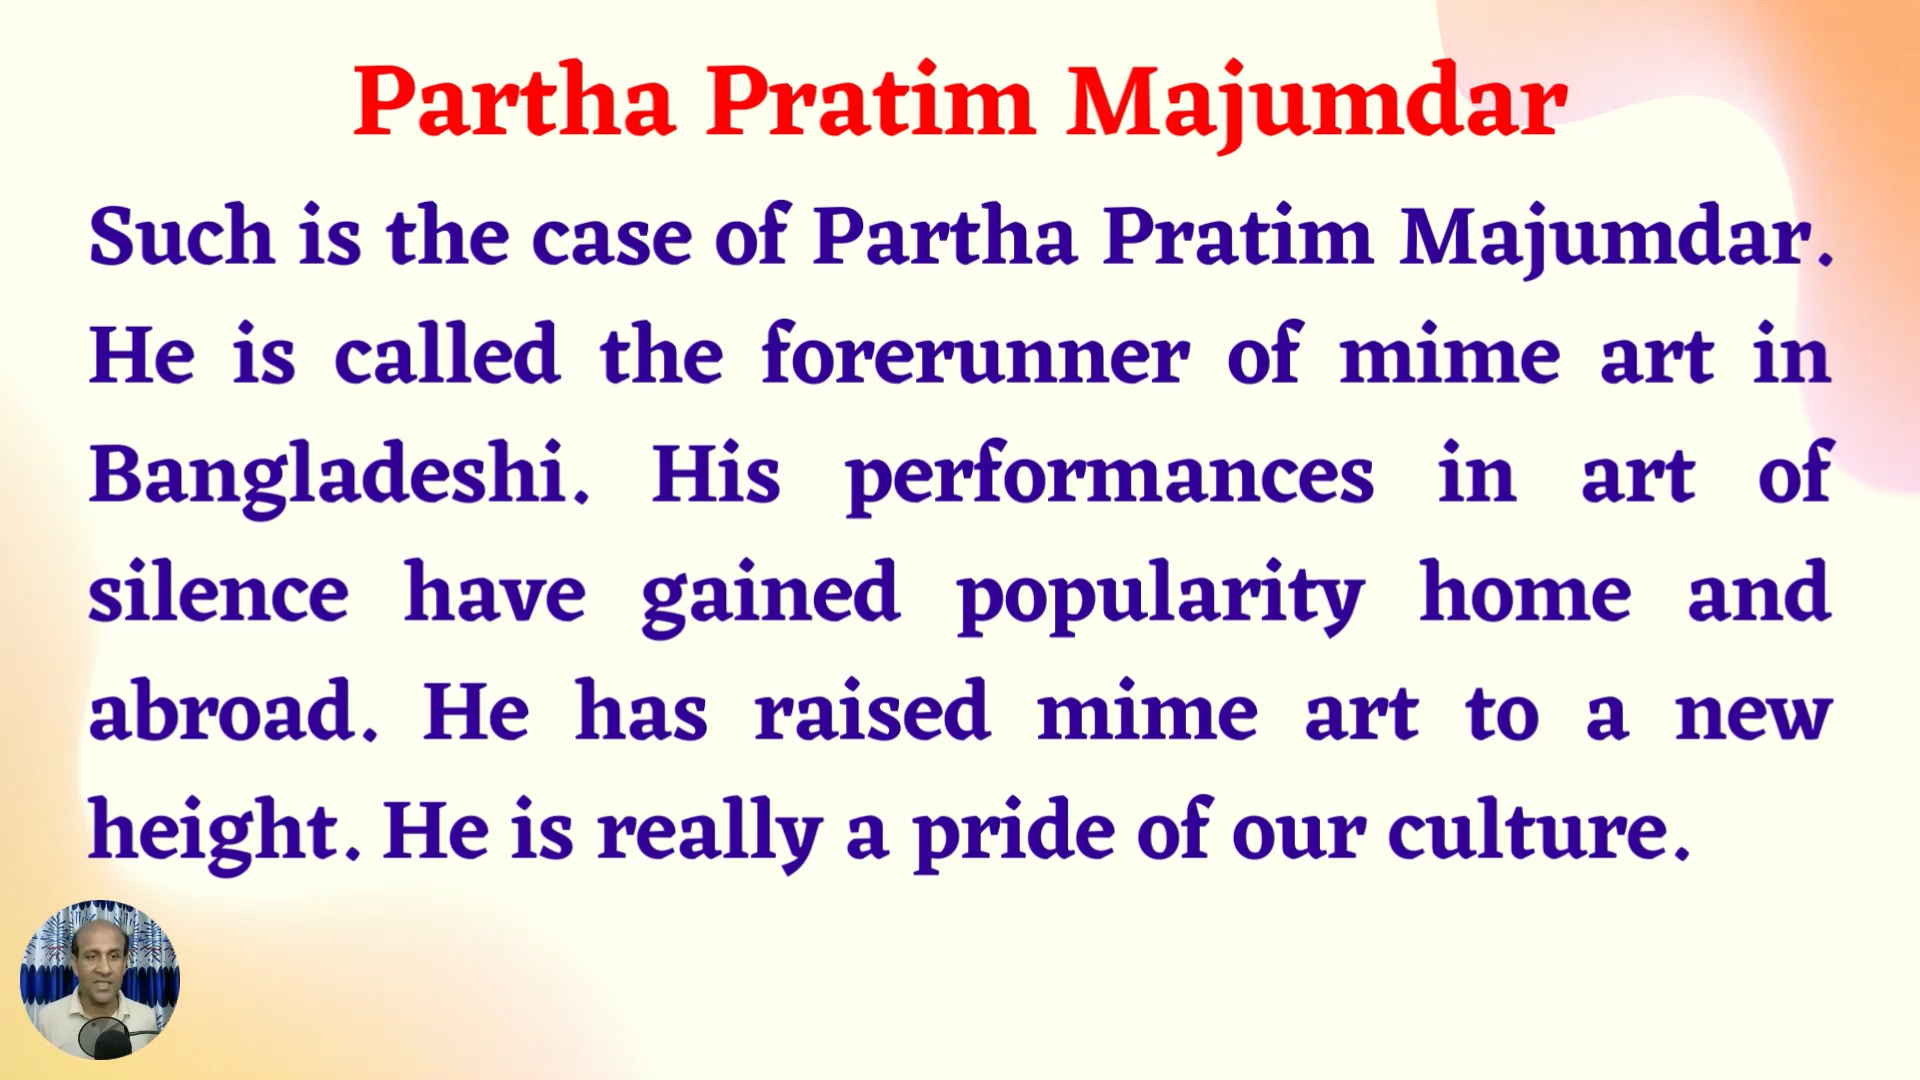 Partha Pratim Majumdar
Such is the case of Partha Pratim Majumdar.
He is called the forerunner of mime art in
Bangladeshi. His performances in art of
silence have gained popularity home and
abroad. He has raised mime art to a new
height. He is really a pride of our culture.